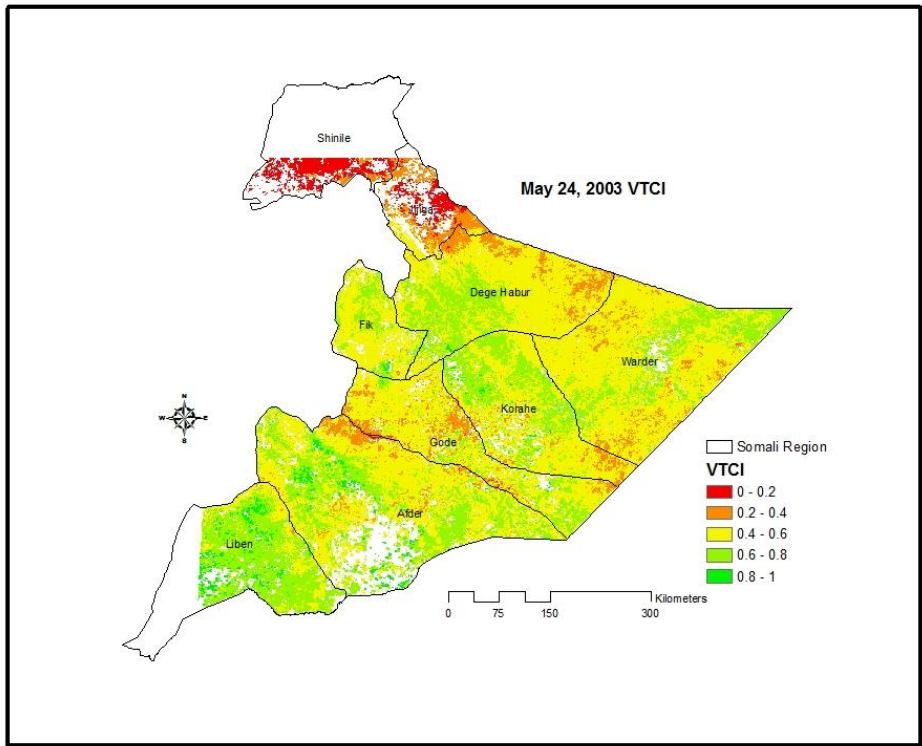 Shinile
May 24, 2003 VTCI
Dege Habur
Fik
Warder
Korahe
Gode
Afder
Liben
N
W E
S
Somali Region
VTCI
0 - 0.2
0.2 - 0.4
0.4 - 0.6
0.6 - 0.8
0.8 - 1
Kilometers
0 75 150 300